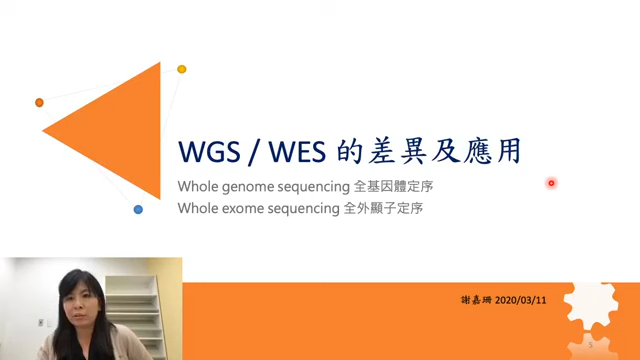 WGS / WES 的差異及應用
Whole genome sequencing 全基因體定序
Whole exome sequencing 全外顯子定序
謝嘉珊 2020/03/11